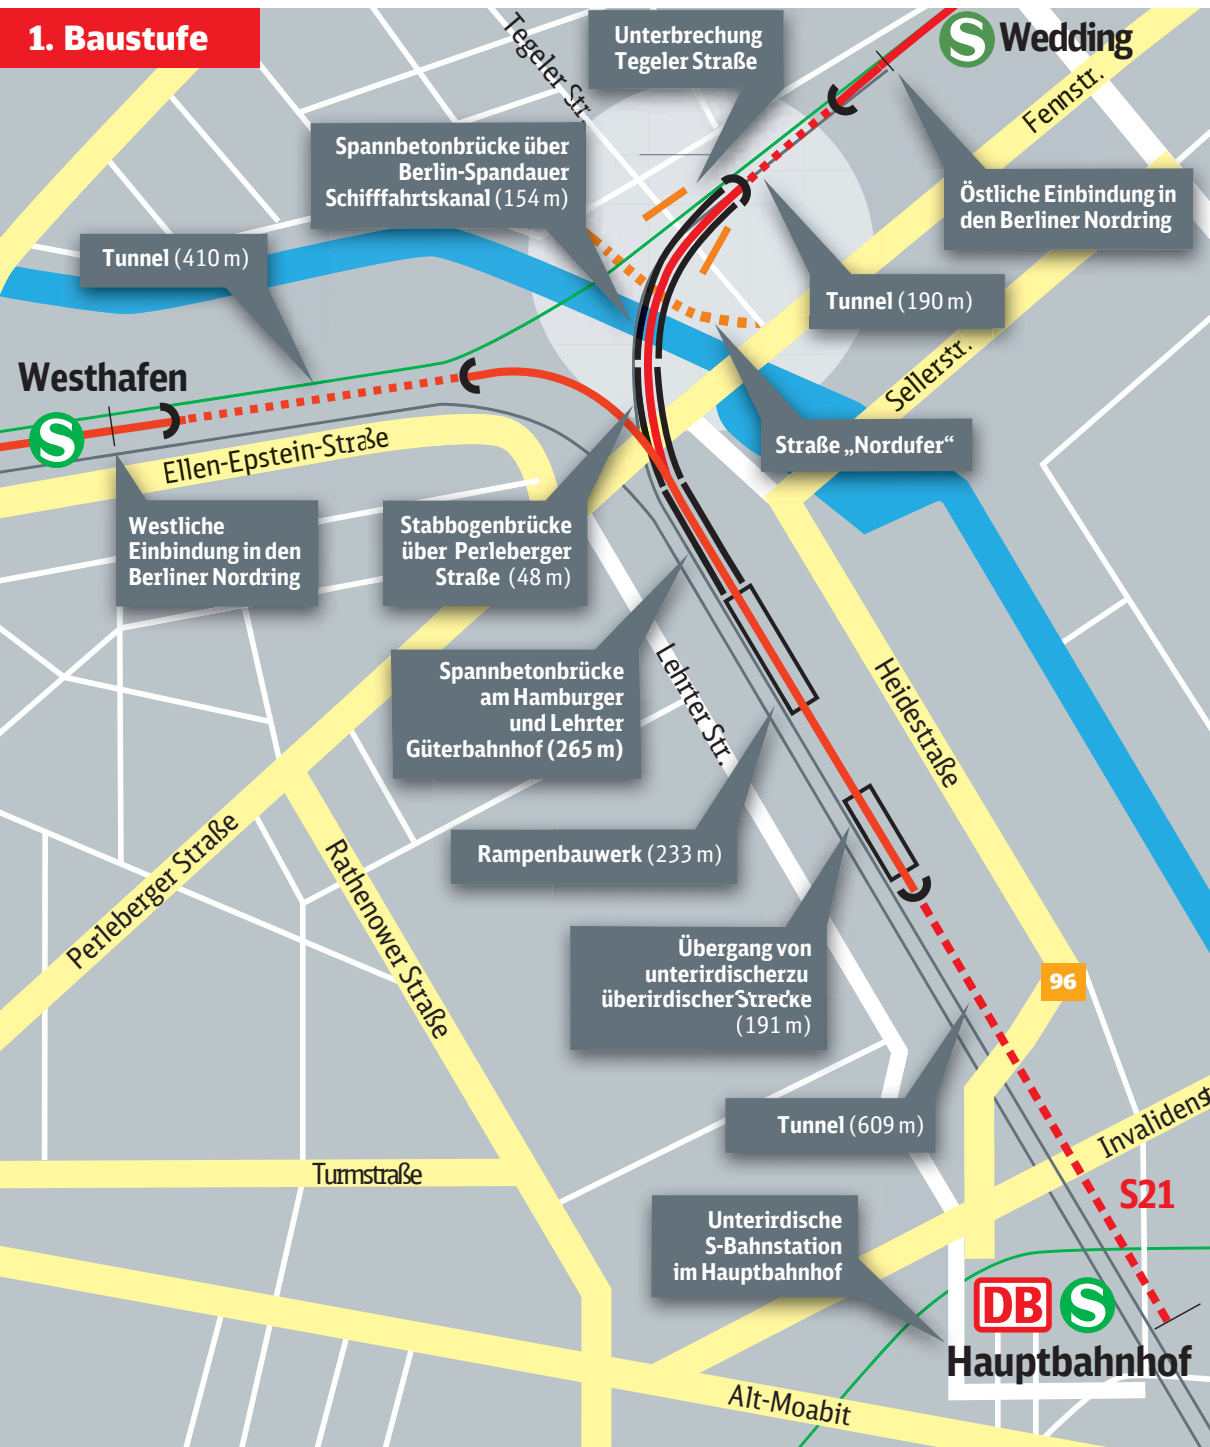 1. Baustufe
Tegeler Str.
Unterbrechung
Tegeler Straße
S Wedding
Fennstr.
Spannbetonbrücke über
Berlin-Spandauer
Schifffahrtskanal (154 m)
Östliche Einbindung in
den Berliner Nordring
Tunnel (410 m)
Tunnel (190 m)
Westhafen
S
Sellerstr.
Ellen-Epstein-Straße
Straße „Nordufer“
Westliche
Einbindung in den
Berliner Nordring
Stabbogenbrücke
über Perleberger
Straße (48 m)
Spannbetonbrücke
am Hamburger
und Lehrter
Güterbahnhof (265 m)
Lehrter Str.
Heidestraße
Perleberger Straße
Rathenower Straße
Rampenbauwerk (233 m)
Übergang von
unterirdischerzu
überirdischer Strecke
(191 m)
96
Tunnel (609 m)
Invalidenst
Turmstraße
S21
Unterirdische
S-Bahnstation
im Hauptbahnhof
DB S
Hauptbahnhof
Alt-Moabit